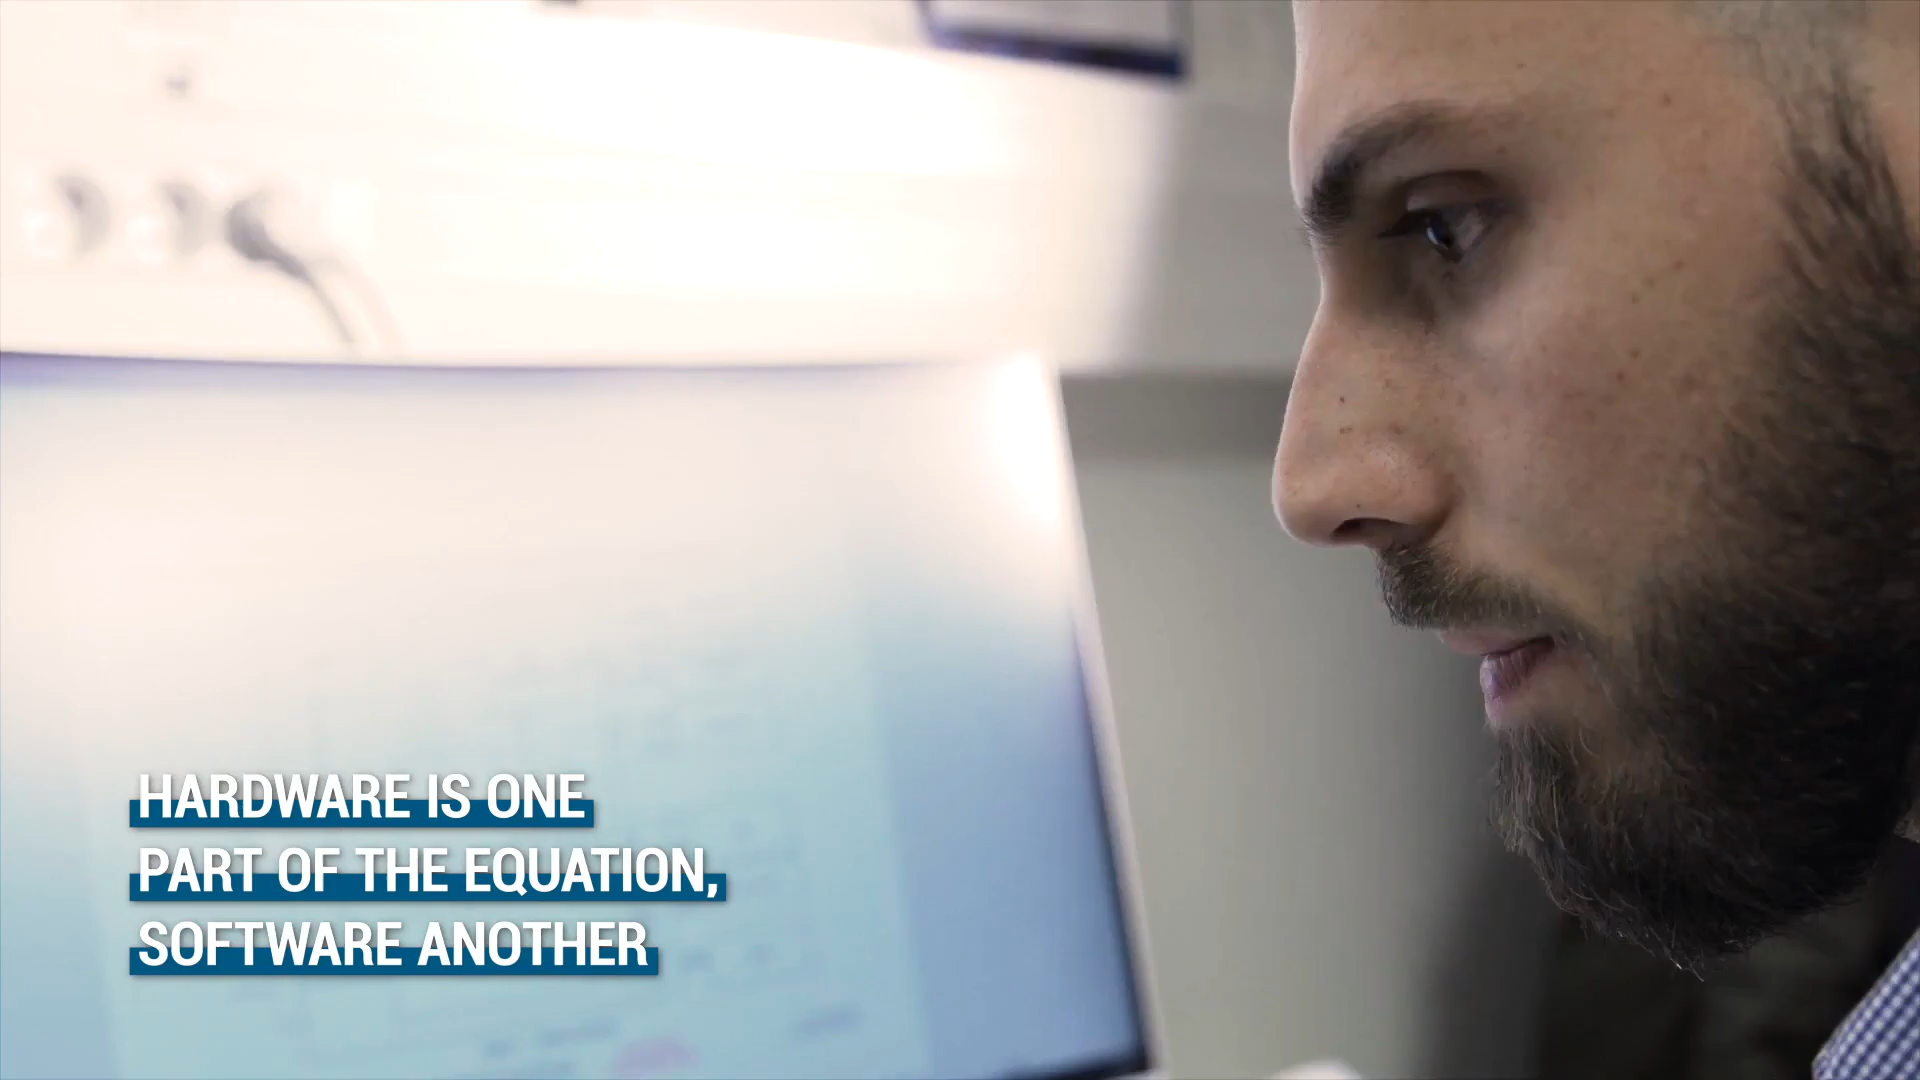 HARDWARE IS ONE
PART OF THE EQUATION,
SOFTWARE ANOTHER